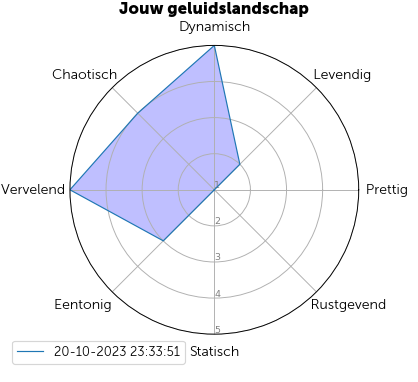 Jouw geluidslandschap
Dynamisch
Chaotisch
Levendig
Vervelend
Prettig
1
2
3
4
5
Eentonig
Rustgevend
Statisch
20-10-2023 23:33:51